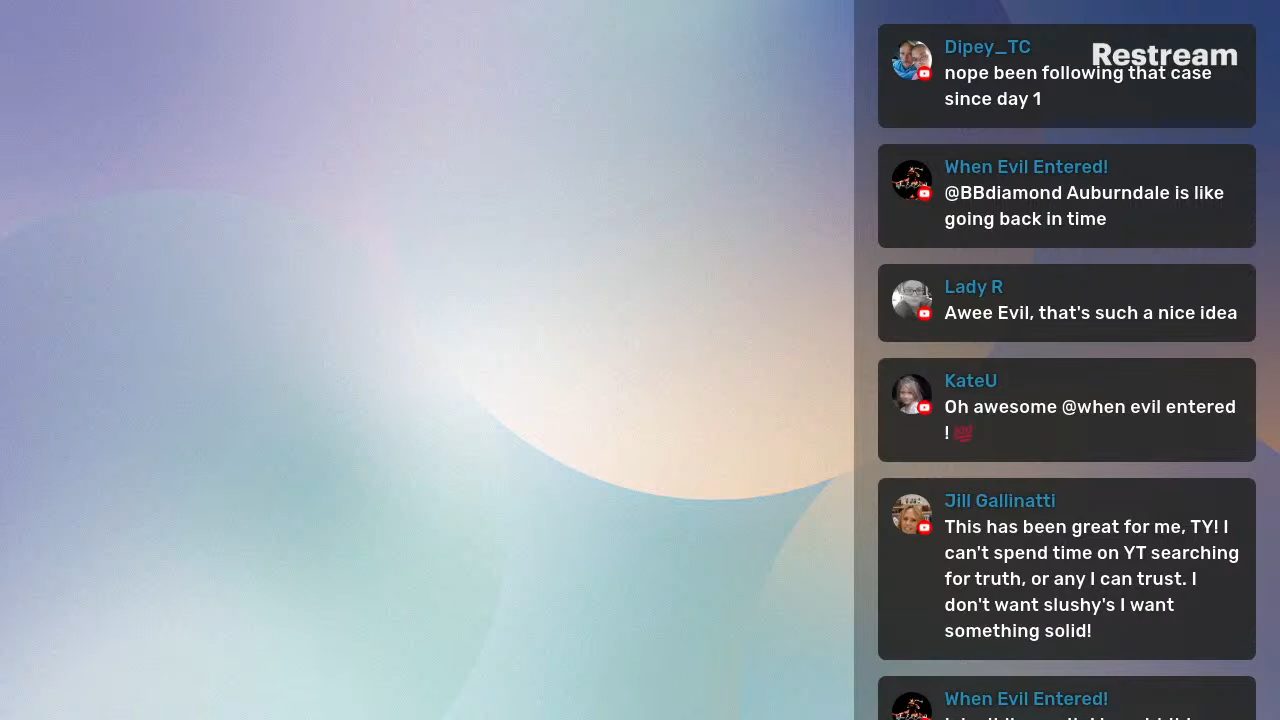 Dipey_TC
Restream
nope been following that case
since day 1
When Evil Entered!
@BBdiamond Auburndale is like
going back in time
Lady R
Awee Evil, that's such a nice idea
KateU
Oh awesome @when evil entered
! 💯
Jill Gallinatti
This has been great for me, TY! I
can't spend time on YT searching
for truth, or any I can trust. I
don't want slushy's I want
something solid!
When Evil Entered!